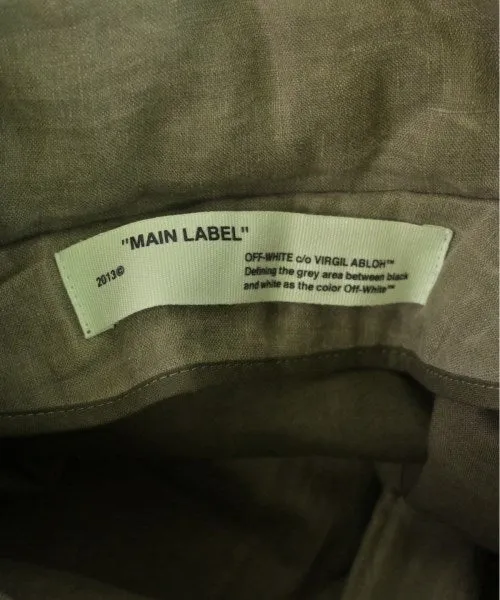 "MAIN LABEL"
2013©
OFF-WHITE c/o VIRGIL ABLOH™
Defining the grey area between black
and white as the color Off-White™